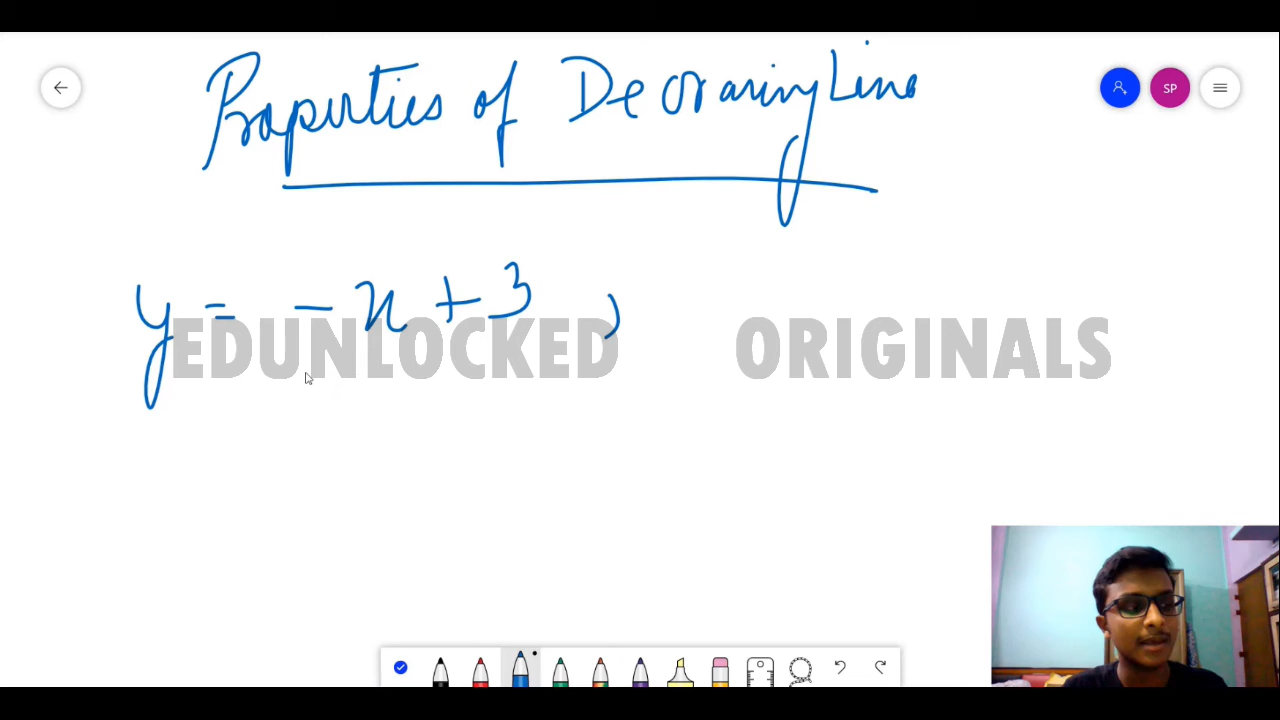 Properties of Decreasing Line
SP
y = - x + 3 ,
EDUNLOCKED ORIGINALS